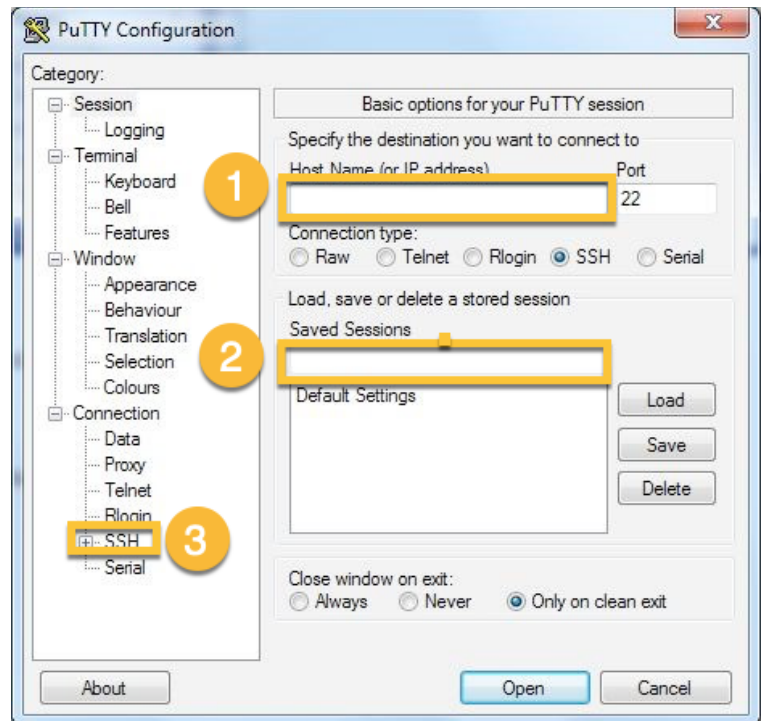 PuTTY Configuration
Category:
Session
Logging
Terminal
Keyboard
Bell
Features
Window
Appearance
Behaviour
Translation
Selection
Colours
Connection
Data
Proxy
Telnet
Rlogin
SSH
Serial
Basic options for your PuTTY session
Specify the destination you want to connect to
Host Name (or IP address) Port
1 22
Connection type:
Raw Telnet Rlogin SSH Serial
Load, save or delete a stored session
Saved Sessions
2
Default Settings
Load
Save
Delete
3
Close window on exit:
Always Never Only on clean exit
About Open Cancel